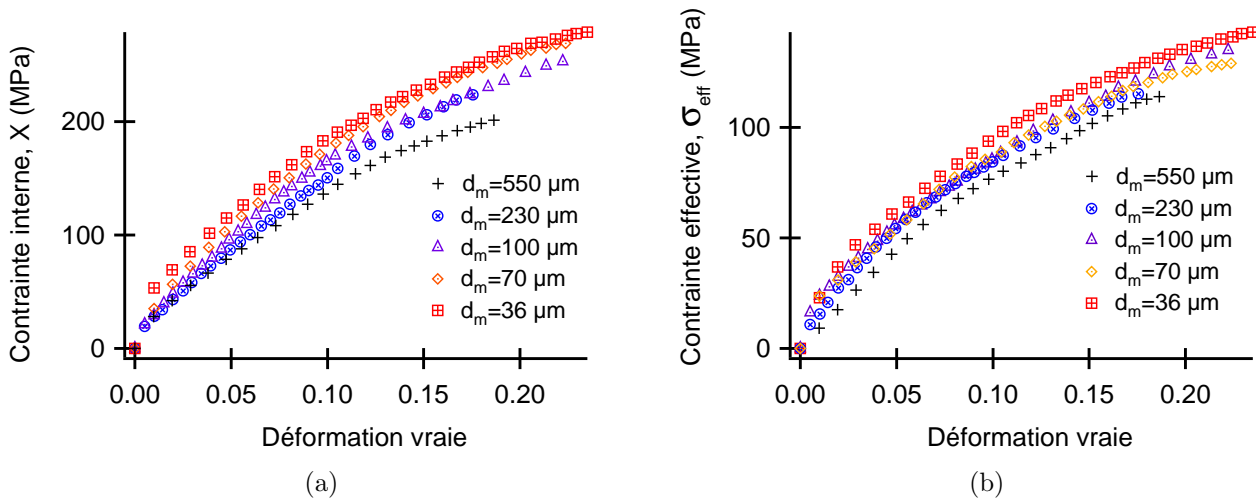 Contrainte interne, X (MPa)
200
100
0
0.00 0.05 0.10 0.15 0.20
Déformation vraie
d_m=550 µm
d_m=230 µm
d_m=100 µm
d_m=70 µm
d_m=36 µm
(a)
Contrainte effective, σ_eff (MPa)
100
50
0
0.00 0.05 0.10 0.15 0.20
Déformation vraie
d_m=550 µm
d_m=230 µm
d_m=100 µm
d_m=70 µm
d_m=36 µm
(b)